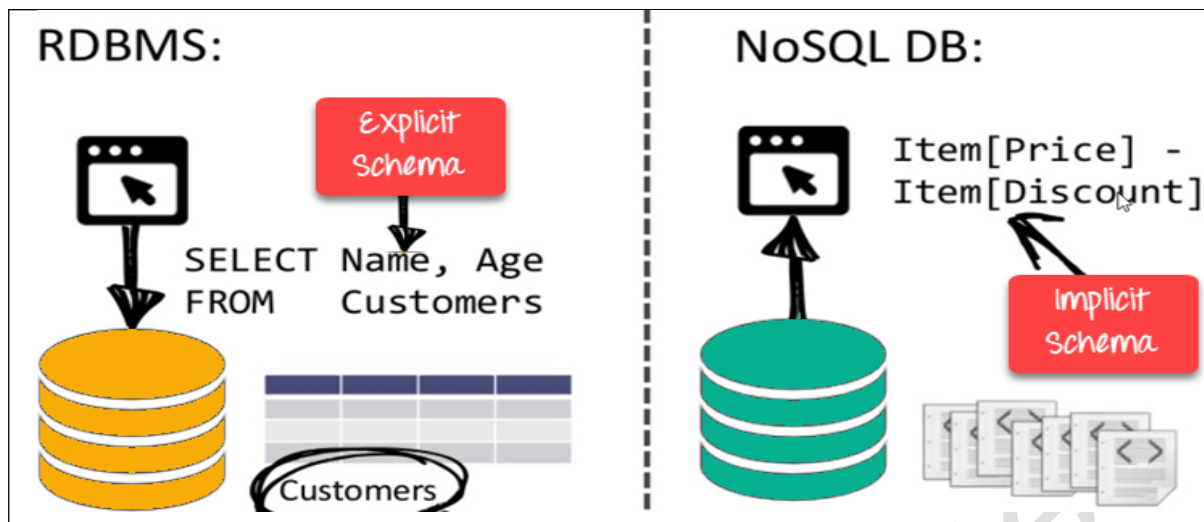 RDBMS:
Explicit
Schema
SELECT Name, Age
FROM Customers
Customers
NoSQL DB:
Item[Price] -
Item[Discount]
Implicit
Schema